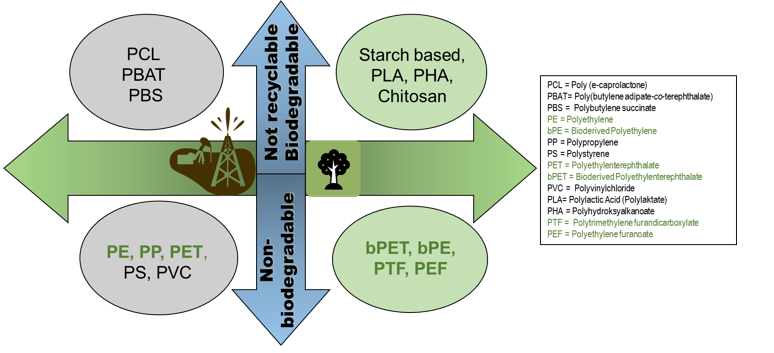 PCL
PBAT
PBS
Not recyclable
Biodegradable
Starch based,
PLA, PHA,
Chitosan
PE, PP, PET,
PS, PVC
Non-
biodegradable
bPET, bPE,
PTF, PEF
PCL = Poly (e-caprolactone)
PBAT= Poly(butylene adipate-co-terephthalate)
PBS = Polybutylene succinate
PE = Polyethylene
bPE = Bioderived Polyethylene
PP = Polypropylene
PS = Polystyrene
PET = Polyethylenterephthalate
bPET = Bioderived Polyethylenterephthalate
PVC = Polyvinylchloride
PLA= Polylactic Acid (Polylaktate)
PHA = Polyhydroksyalkanoate
PTF = Polytrimethylene furandicarboxylate
PEF = Polyethylene furanoate